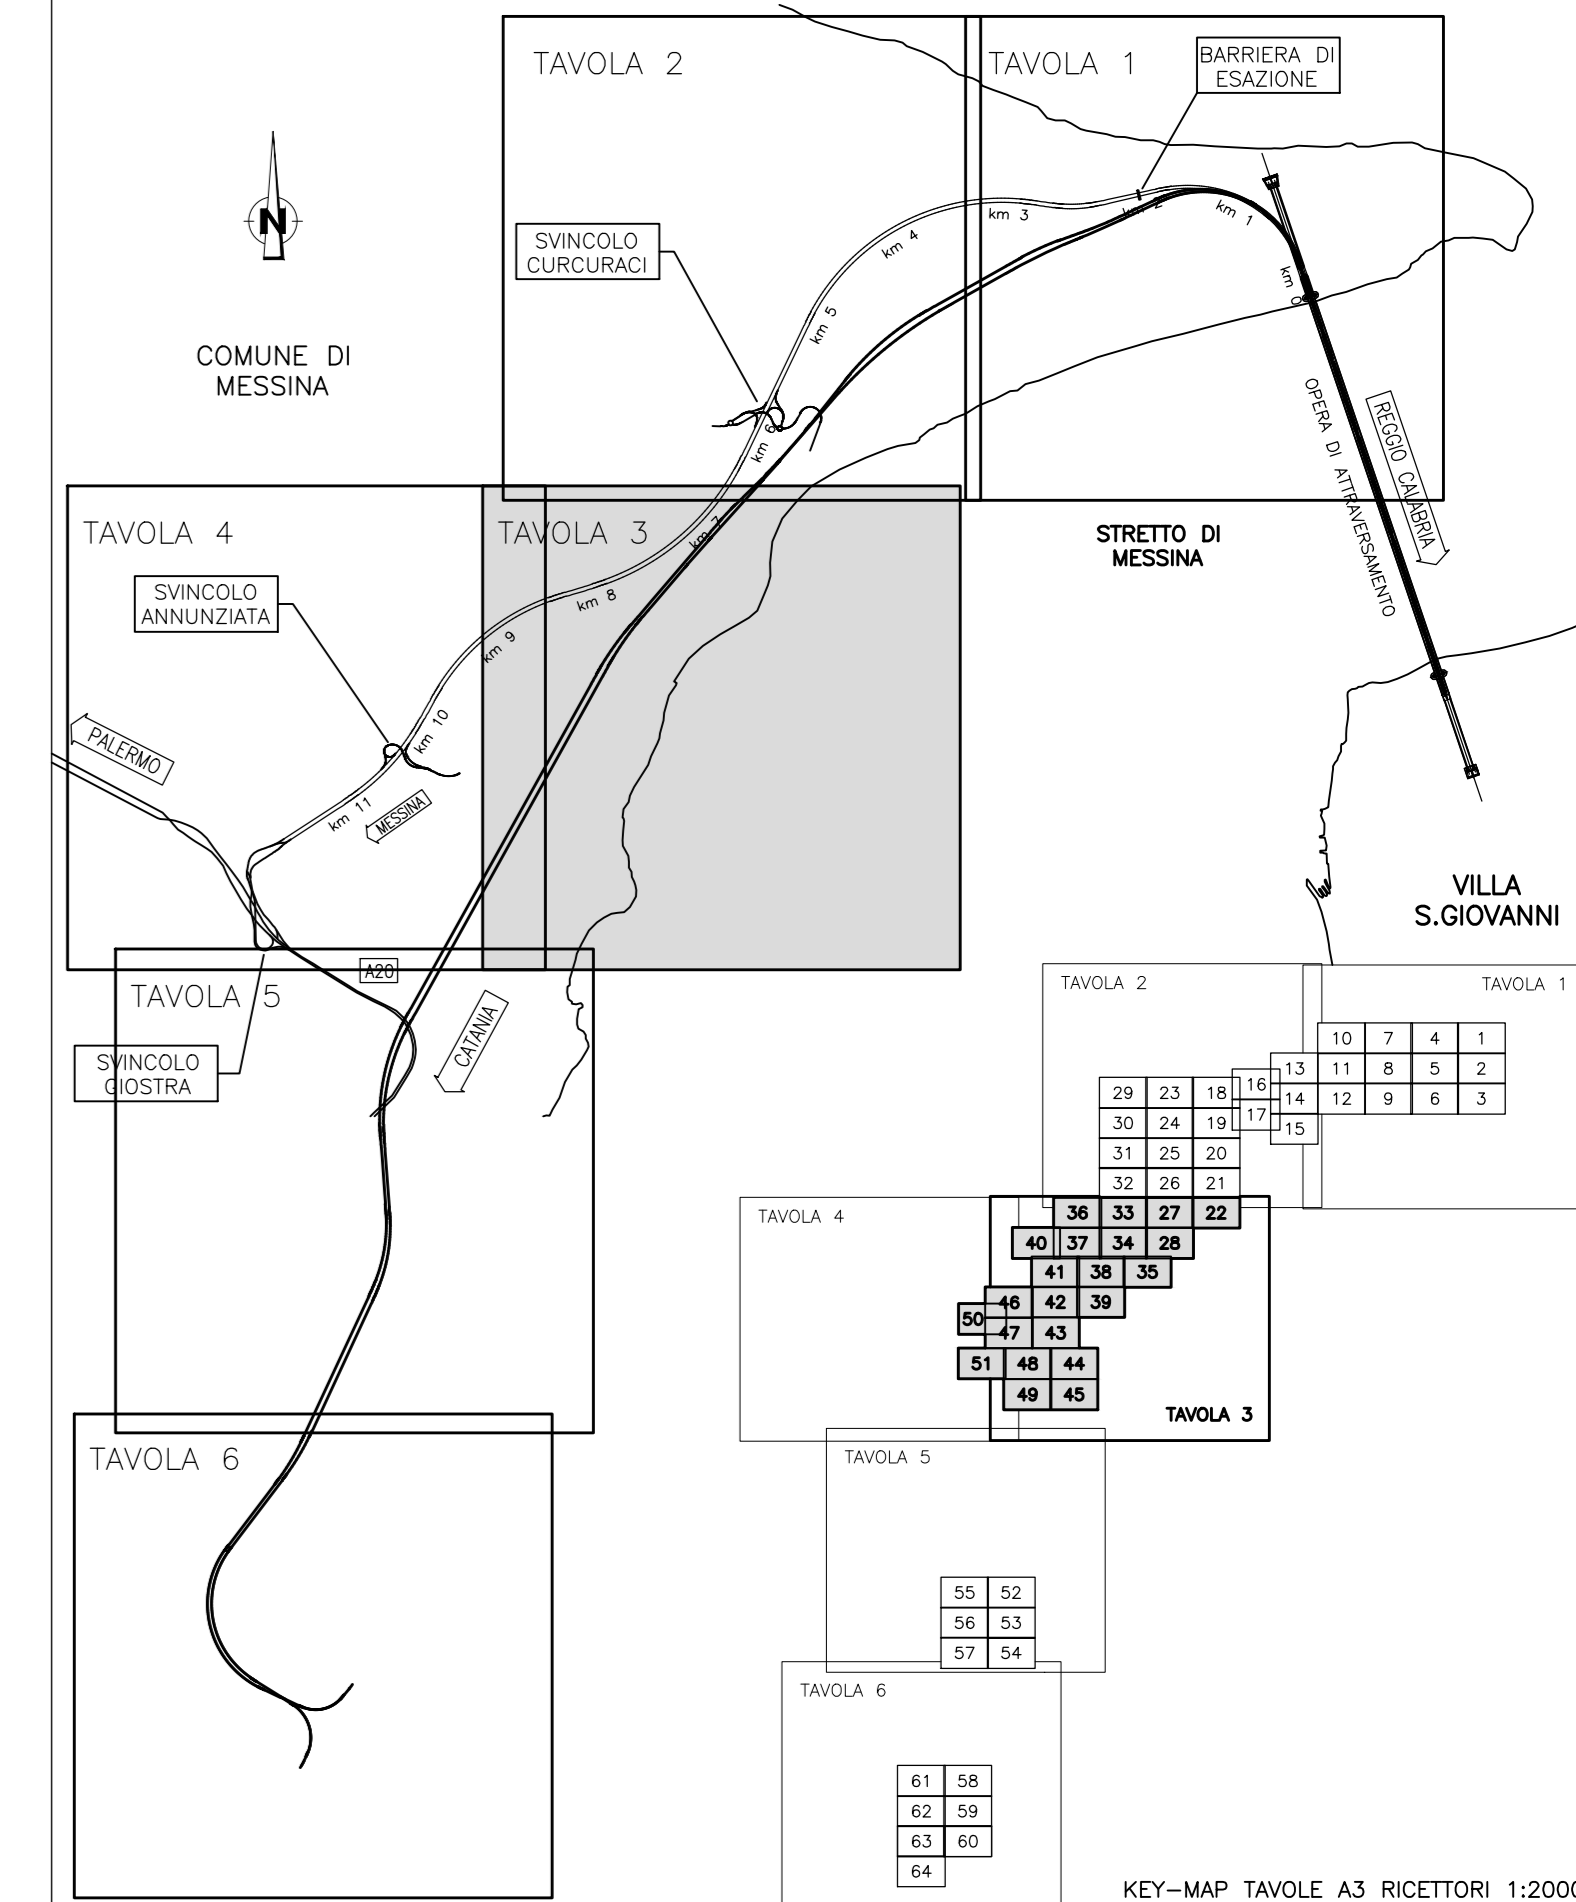 TAVOLA 2
TAVOLA 1
BARRIERA DI
ESAZIONE
N
SVINCOLO
CURCURACI
COMUNE DI
MESSINA
km 0
km 1
km 2
km 3
km 4
km 5
km 6
km 7
km 8
km 9
km 10
km 11
OPERA DI ATTRAVERSAMENTO
REGGIO CALABRIA
STRETTO DI
MESSINA
TAVOLA 4
TAVOLA 3
SVINCOLO
ANNUNZIATA
PALERMO
MESSINA
VILLA
S.GIOVANNI
A20
TAVOLA 5
CATANIA
SVINCOLO
GIOSTRA
TAVOLA 6
TAVOLA 2
TAVOLA 1
10 7 4 1
13 11 8 5 2
14 12 9 6 3
15
16
17
29 23 18
30 24 19
31 25 20
32 26 21
TAVOLA 4
36 33 27 22
40 37 34 28
41 38 35
46 42 39
50
47 43
51 48 44
49 45
TAVOLA 3
TAVOLA 5
55 52
56 53
57 54
TAVOLA 6
61 58
62 59
63 60
64
KEY-MAP TAVOLE A3 RICETTORI 1:2000